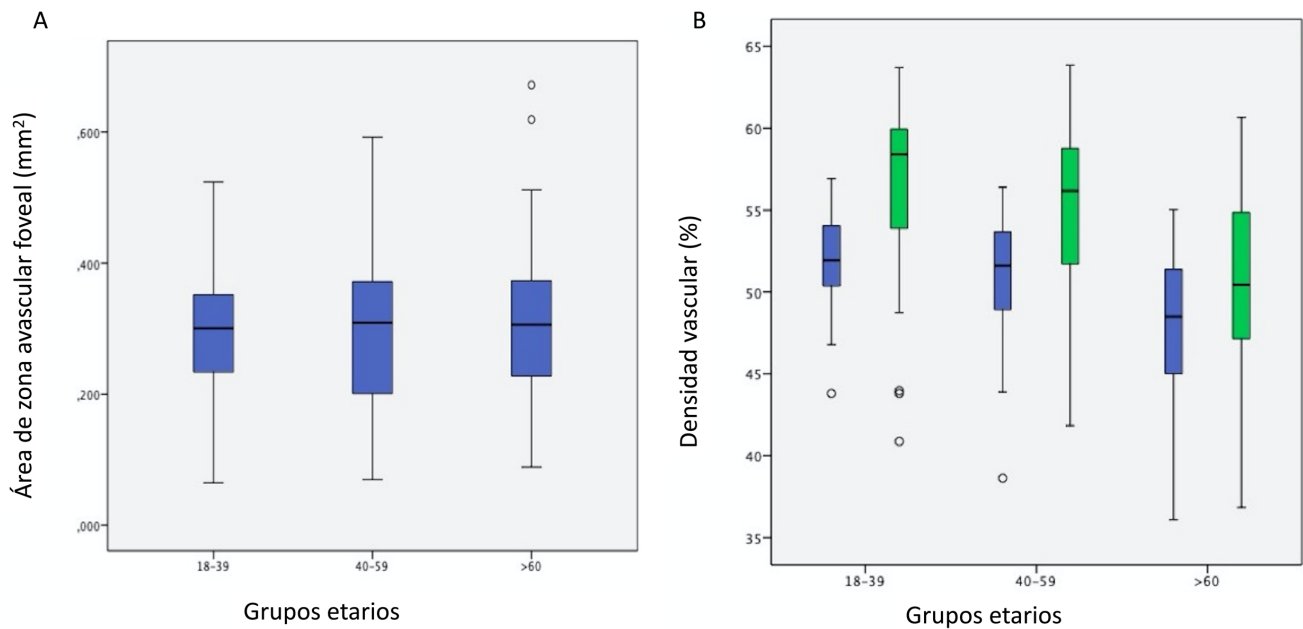 A
Área de zona avascular foveal (mm²)
,600
,400
,200
,000
18-39
40-59
>60
Grupos etarios
B
Densidad vascular (%)
65
60
55
50
45
40
35
18-39
40-59
>60
Grupos etarios